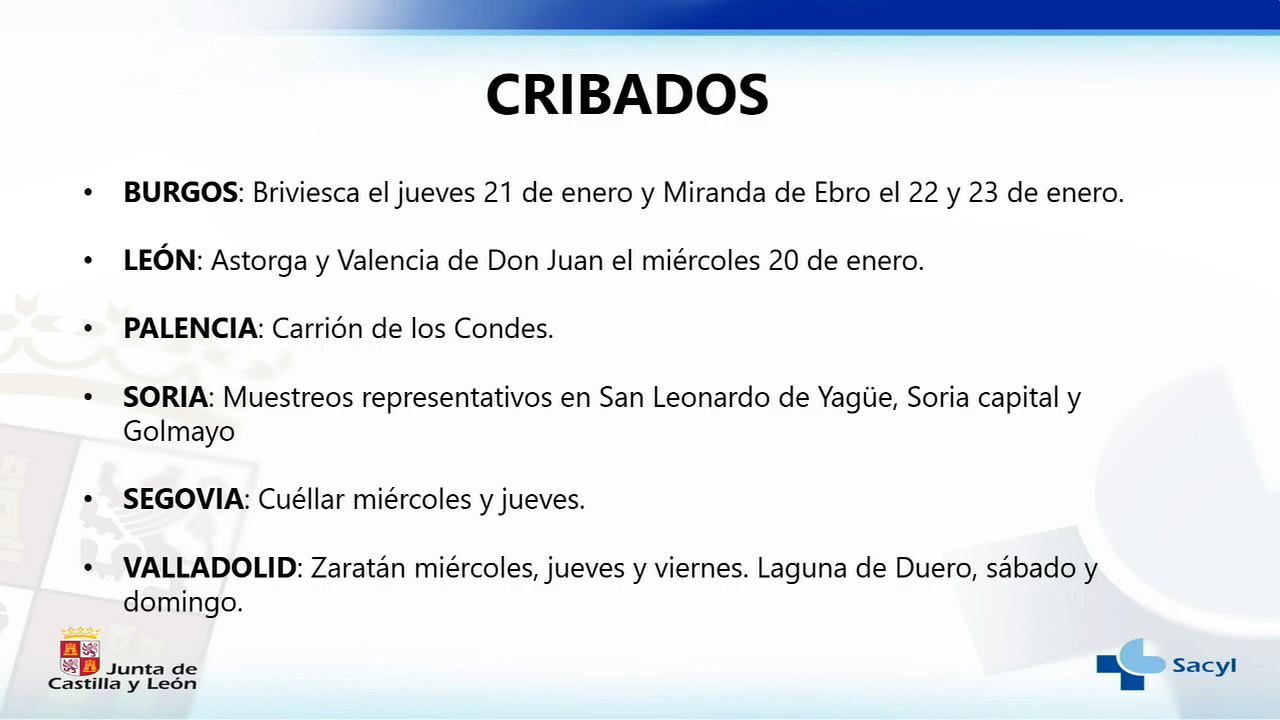 CRIBADOS
• BURGOS: Briviesca el jueves 21 de enero y Miranda de Ebro el 22 y 23 de enero.
• LEÓN: Astorga y Valencia de Don Juan el miércoles 20 de enero.
• PALENCIA: Carrión de los Condes.
• SORIA: Muestreos representativos en San Leonardo de Yagüe, Soria capital y
Golmayo
• SEGOVIA: Cuéllar miércoles y jueves.
• VALLADOLID: Zaratán miércoles, jueves y viernes. Laguna de Duero, sábado y
domingo.
Junta de
Castilla y León
Sacyl